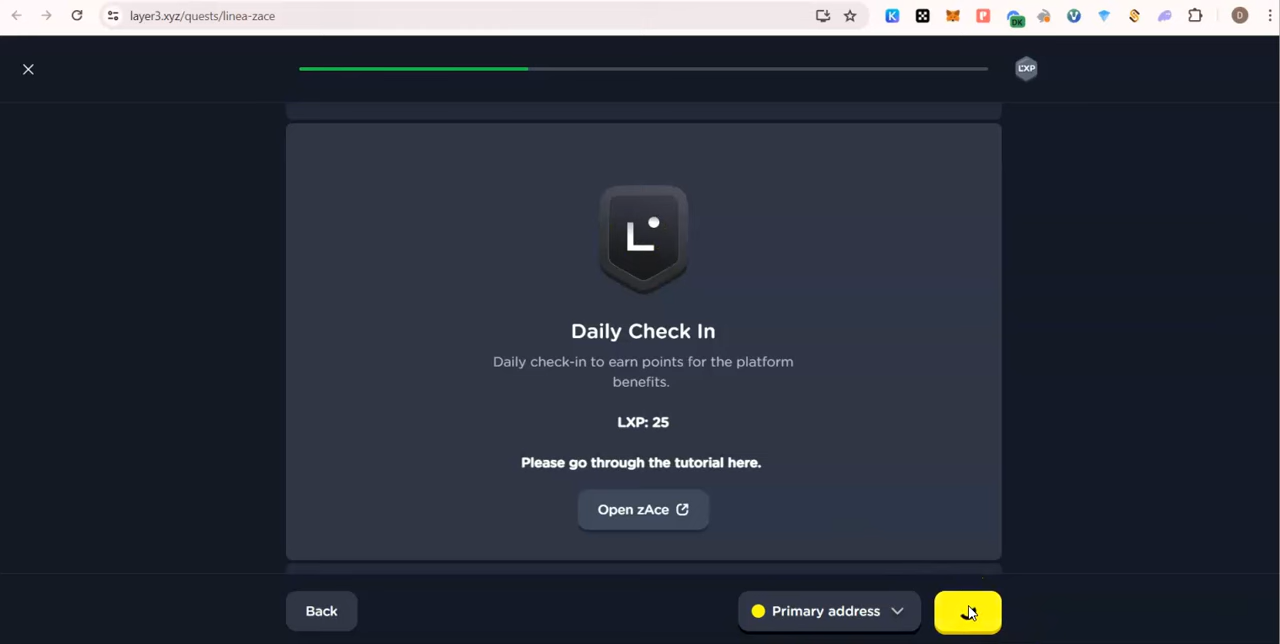 layer3.xyz/quests/linea-zace
DK
D
LXP
Daily Check In
Daily check-in to earn points for the platform
benefits.
LXP: 25
Please go through the tutorial here.
Open zAce
Back
Primary address